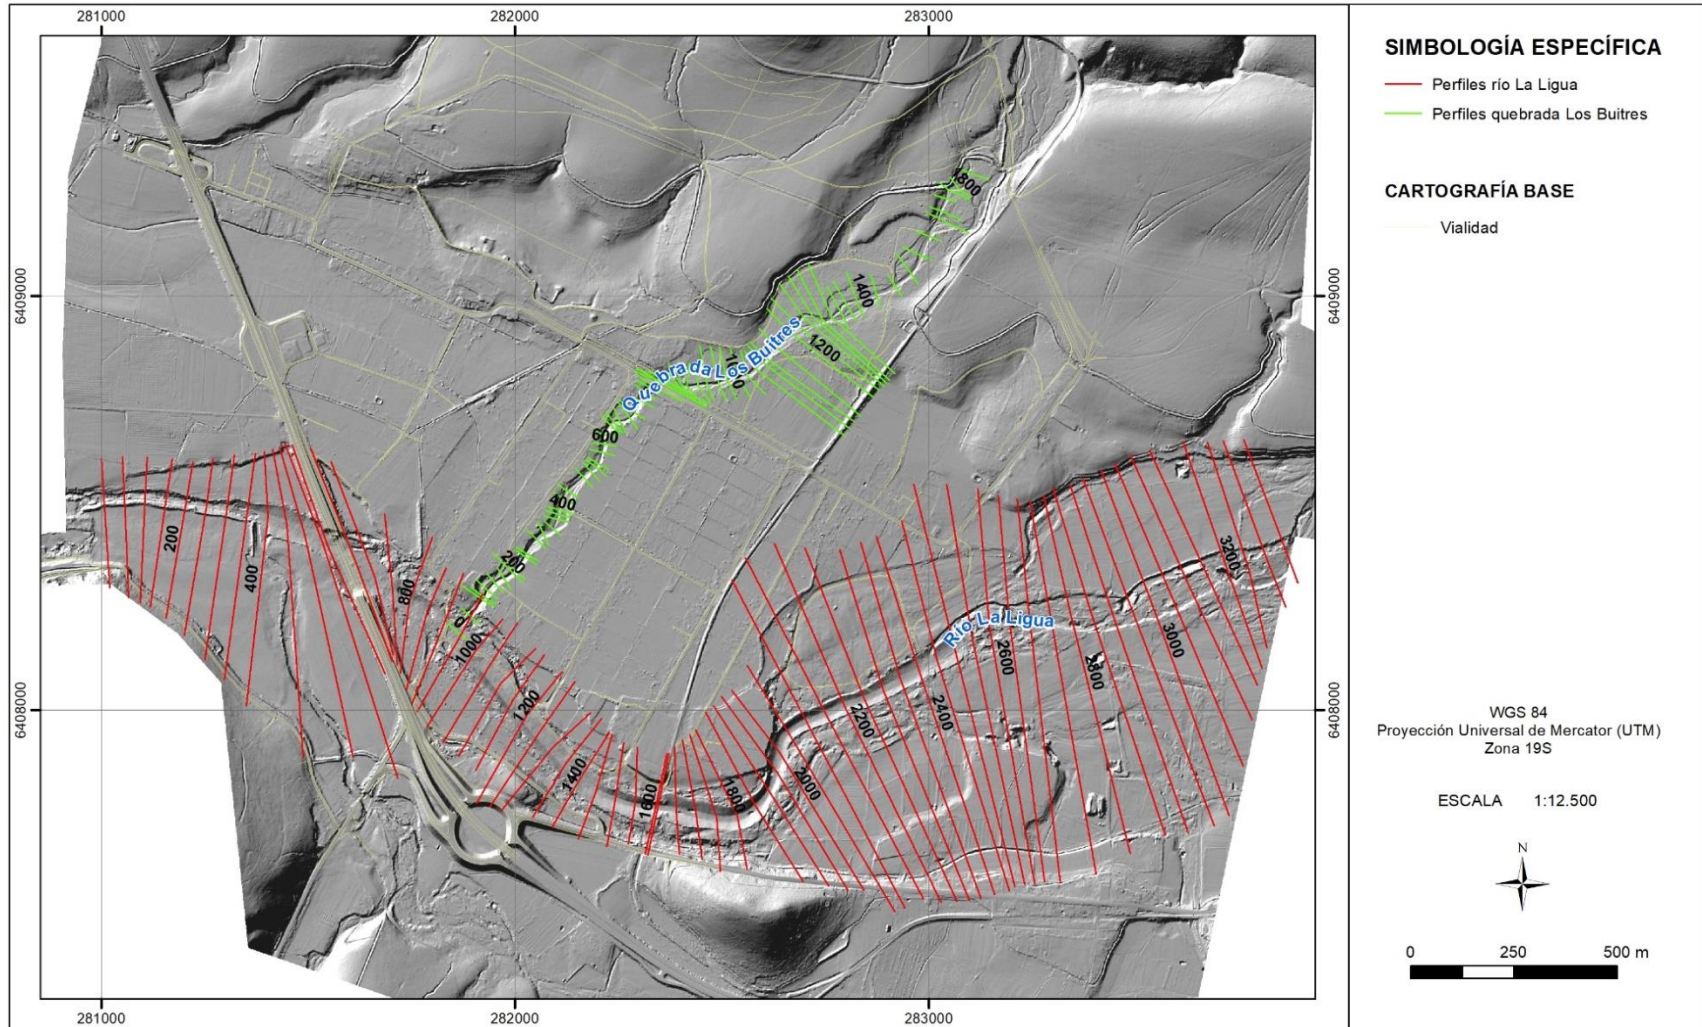 281000
282000
283000
6409000
6408000
6409000
6408000
281000
282000
283000
1800
1400
1200
1000
600
400
200
0
Quebrada Los Buitres
200
400
800
1000
1200
1400
1600
1800
2000
2200
2400
2600
2800
3000
3200
Río La Ligua
SIMBOLOGÍA ESPECÍFICA
Perfiles río La Ligua
Perfiles quebrada Los Buitres
CARTOGRAFÍA BASE
Vialidad
WGS 84
Proyección Universal de Mercator (UTM)
Zona 19S
ESCALA 1:12.500
N
0 250 500 m